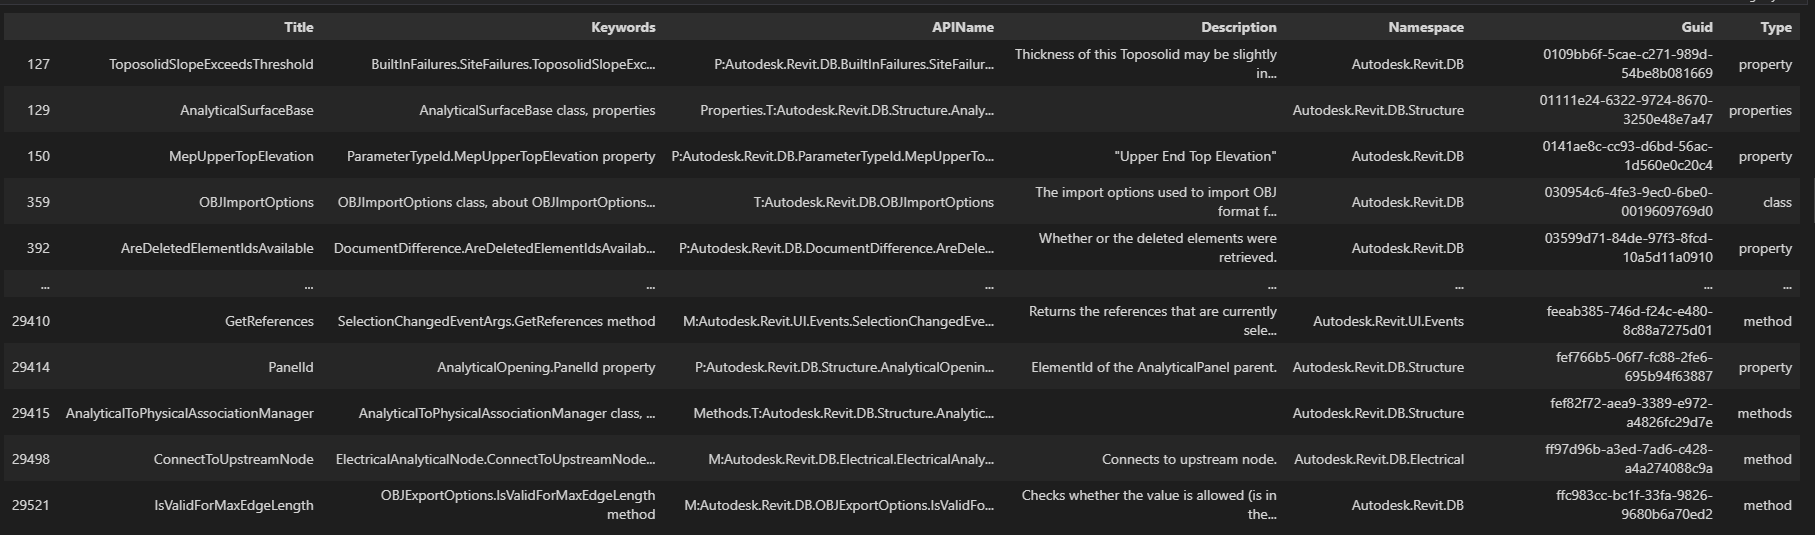 Title Keywords APIName Description Namespace Guid Type
127 ToposolidSlopeExceedsThreshold BuiltInFailures.SiteFailures.ToposolidSlopeExc... P:Autodesk.Revit.DB.BuiltInFailures.SiteFailur... Thickness of this Toposolid may be slightly in... Autodesk.Revit.DB 0109bb6f-5cae-c271-989d-54be8b081669 property
129 AnalyticalSurfaceBase AnalyticalSurfaceBase class, properties Properties.T:Autodesk.Revit.DB.Structure.Analy... Autodesk.Revit.DB.Structure 01111e24-6322-9724-8670-3250e48e7a47 properties
150 MepUpperTopElevation ParameterTypeId.MepUpperTopElevation property P:Autodesk.Revit.DB.ParameterTypeId.MepUpperTo... "Upper End Top Elevation" Autodesk.Revit.DB 0141ae8c-cc93-d6bd-56ac-1d560e0c20c4 property
359 OBJImportOptions OBJImportOptions class, about OBJImportOptions... T:Autodesk.Revit.DB.OBJImportOptions The import options used to import OBJ format f... Autodesk.Revit.DB 030954c6-4fe3-9ec0-6be0-0019609769d0 class
392 AreDeletedElementIdsAvailable DocumentDifference.AreDeletedElementIdsAvailab... P:Autodesk.Revit.DB.DocumentDifference.AreDele... Whether or the deleted elements were retrieved. Autodesk.Revit.DB 03599d71-84de-97f3-8fcd-10a5d11a0910 property
... ... ... ... ... ... ... ...
29410 GetReferences SelectionChangedEventArgs.GetReferences method M:Autodesk.Revit.UI.Events.SelectionChangedEve... Returns the references that are currently sele... Autodesk.Revit.UI.Events feeab385-746d-f24c-e480-8c88a7275d01 method
29414 PanelId AnalyticalOpening.PanelId property P:Autodesk.Revit.DB.Structure.AnalyticalOpenin... ElementId of the AnalyticalPanel parent. Autodesk.Revit.DB.Structure fef766b5-06f7-fc88-2fe6-695b94f63887 property
29415 AnalyticalToPhysicalAssociationManager AnalyticalToPhysicalAssociationManager class, ... Methods.T:Autodesk.Revit.DB.Structure.Analytic... Autodesk.Revit.DB.Structure fef82f72-aea9-3389-e972-a4826fc29d7e methods
29498 ConnectToUpstreamNode ElectricalAnalyticalNode.ConnectToUpstreamNode... M:Autodesk.Revit.DB.Electrical.ElectricalAnaly... Connects to upstream node. Autodesk.Revit.DB.Electrical ff97d96b-a3ed-7ad6-c428-a4a274088c9a method
29521 IsValidForMaxEdgeLength OBJExportOptions.IsValidForMaxEdgeLength method M:Autodesk.Revit.DB.OBJExportOptions.IsValidFo... Checks whether the value is allowed (is in the... Autodesk.Revit.DB ffc983cc-bc1f-33fa-9826-9680b6a70ed2 method